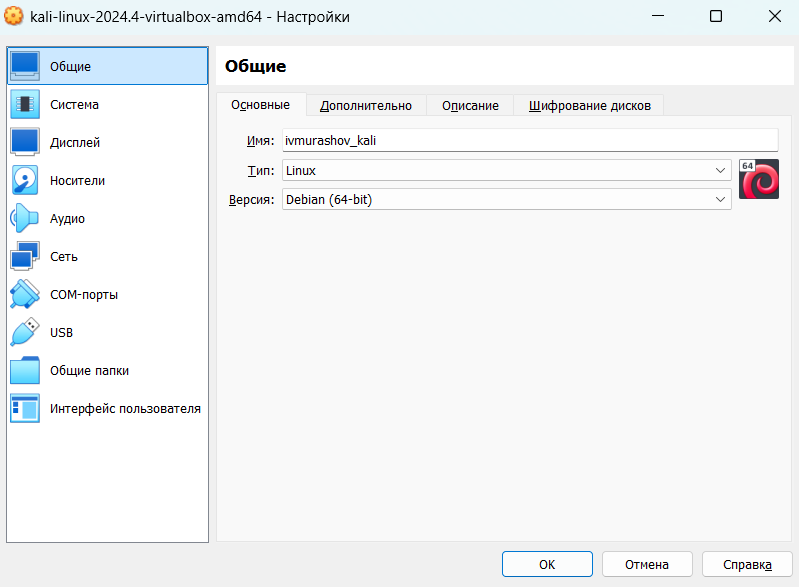 kali-linux-2024.4-virtualbox-amd64 - Настройки
Общие
Система
Дисплей
Носители
Аудио
Сеть
COM-порты
USB
Общие папки
Интерфейс пользователя
Общие
Основные Дополнительно Описание Шифрование дисков
Имя: ivmurashov_kali
Тип: Linux 64
Версия: Debian (64-bit)
OK Отмена Справка